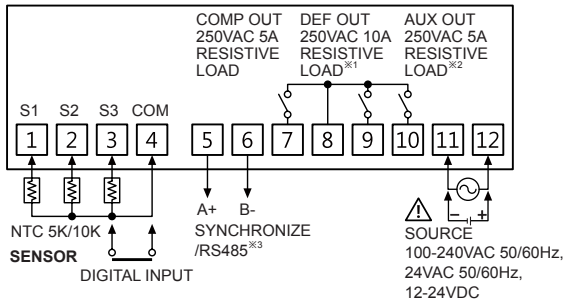 COMP OUT
250VAC 5A
RESISTIVE
LOAD
DEF OUT
250VAC 10A
RESISTIVE
LOAD※1
AUX OUT
250VAC 5A
RESISTIVE
LOAD※2
S1 S2 S3 COM
1 2 3 4 5 6 7 8 9 10 11 12
A+ B-
SYNCHRONIZE
/RS485※3
NTC 5K/10K
SENSOR
DIGITAL INPUT
− +
SOURCE
100-240VAC 50/60Hz,
24VAC 50/60Hz,
12-24VDC